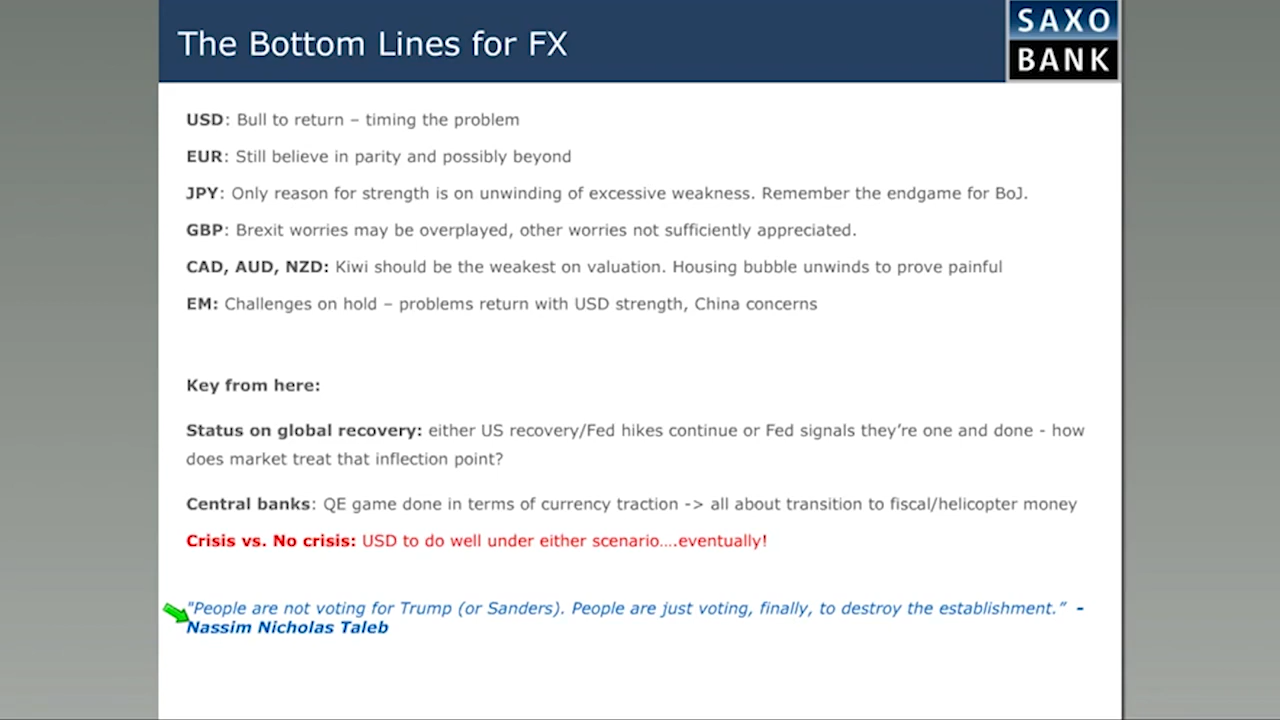 The Bottom Lines for FX
SAXO
BANK
USD: Bull to return – timing the problem
EUR: Still believe in parity and possibly beyond
JPY: Only reason for strength is on unwinding of excessive weakness. Remember the endgame for BoJ.
GBP: Brexit worries may be overplayed, other worries not sufficiently appreciated.
CAD, AUD, NZD: Kiwi should be the weakest on valuation. Housing bubble unwinds to prove painful
EM: Challenges on hold – problems return with USD strength, China concerns
Key from here:
Status on global recovery: either US recovery/Fed hikes continue or Fed signals they’re one and done - how
does market treat that inflection point?
Central banks: QE game done in terms of currency traction -> all about transition to fiscal/helicopter money
Crisis vs. No crisis: USD to do well under either scenario….eventually!
"People are not voting for Trump (or Sanders). People are just voting, finally, to destroy the establishment.” -
Nassim Nicholas Taleb